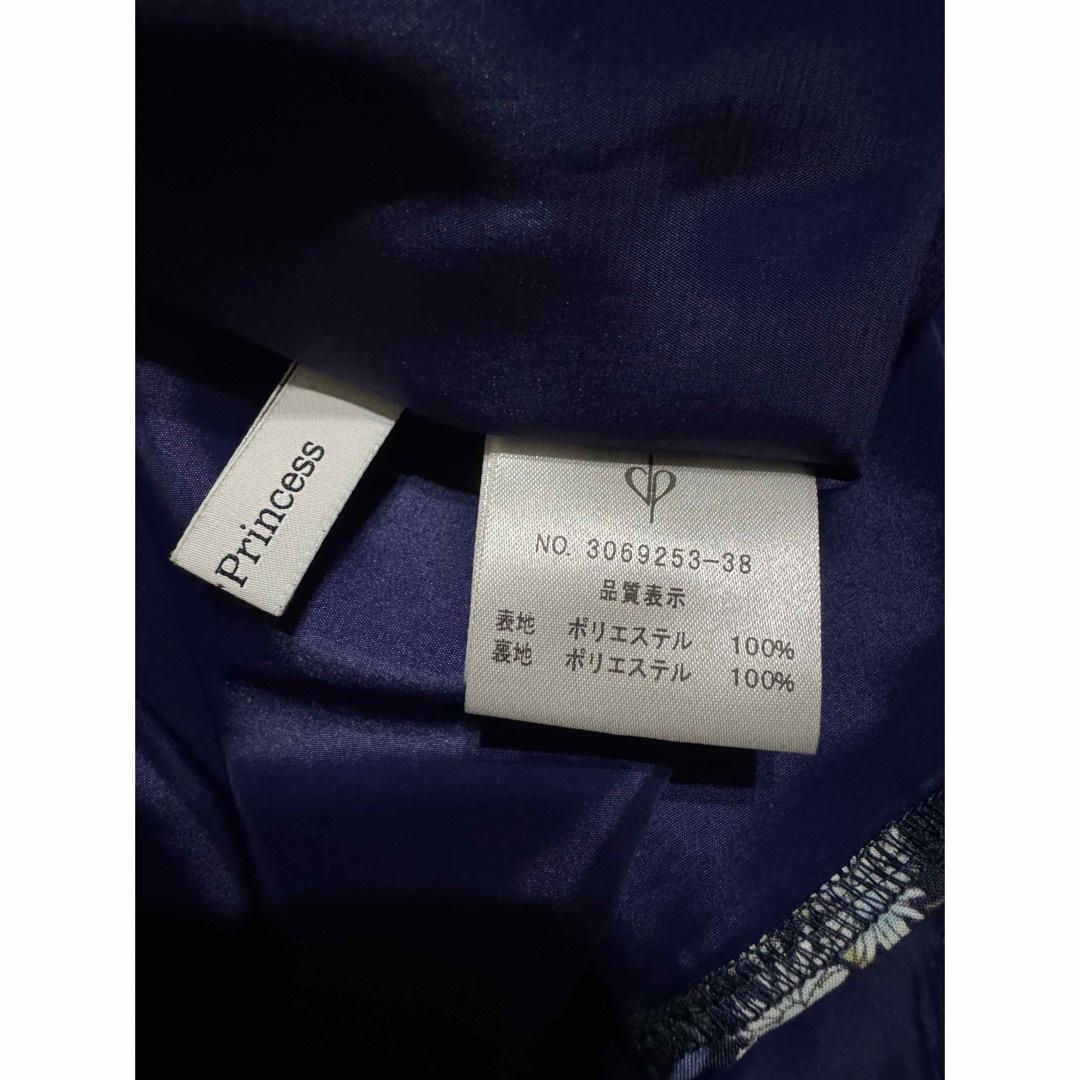 Princess
NO. 3069253-38
品質表示
表地 ポリエステル 100%
裏地 ポリエステル 100%